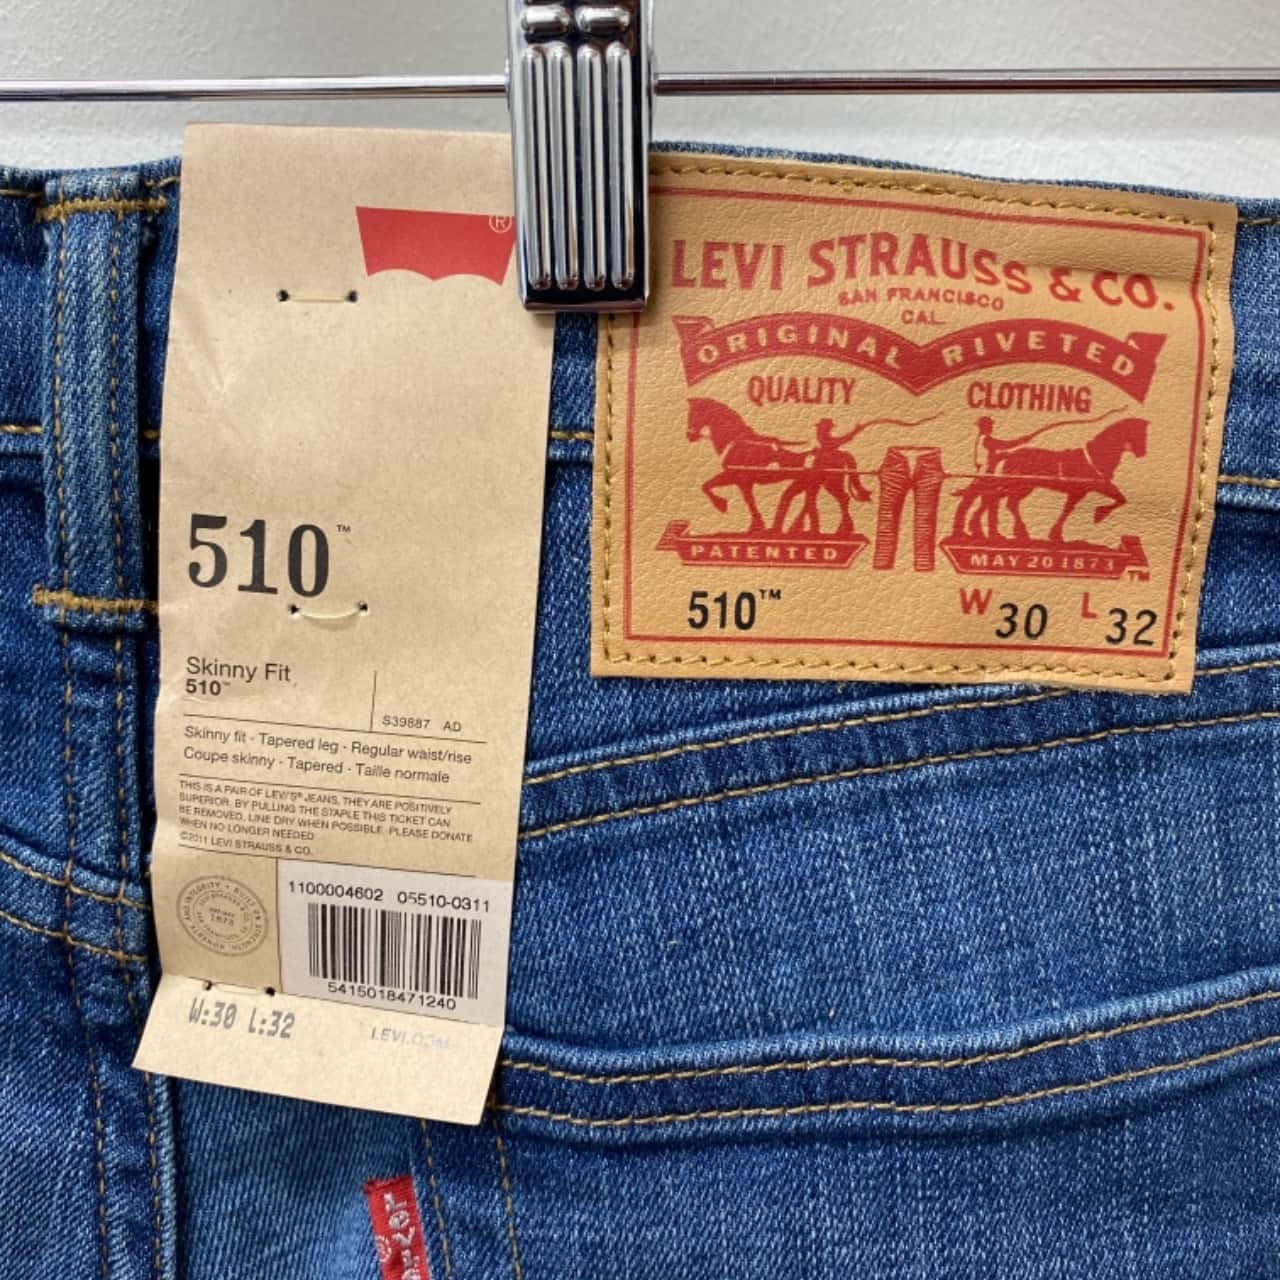 ®
510™
Skinny Fit
510™
S39887 AD
Skinny fit - Tapered leg - Regular waist/rise
Coupe skinny - Tapered - Taille normale
THIS IS A PAIR OF LEVI'S® JEANS, THEY ARE POSITIVELY
SUPERIOR. BY PULLING THE STAPLE THIS TICKET CAN
BE REMOVED. LINE DRY WHEN POSSIBLE. PLEASE DONATE
WHEN NO LONGER NEEDED
©2011 LEVI STRAUSS & CO.
1100004602 05510-0311
5415018471240
W:30 L:32
LEVI.COM
LEVI STRAUSS & CO.
SAN FRANCISCO
CAL
ORIGINAL RIVETED
QUALITY CLOTHING
PATENTED MAY 20 1873 ™
510™ W 30 L 32
LEVI'S